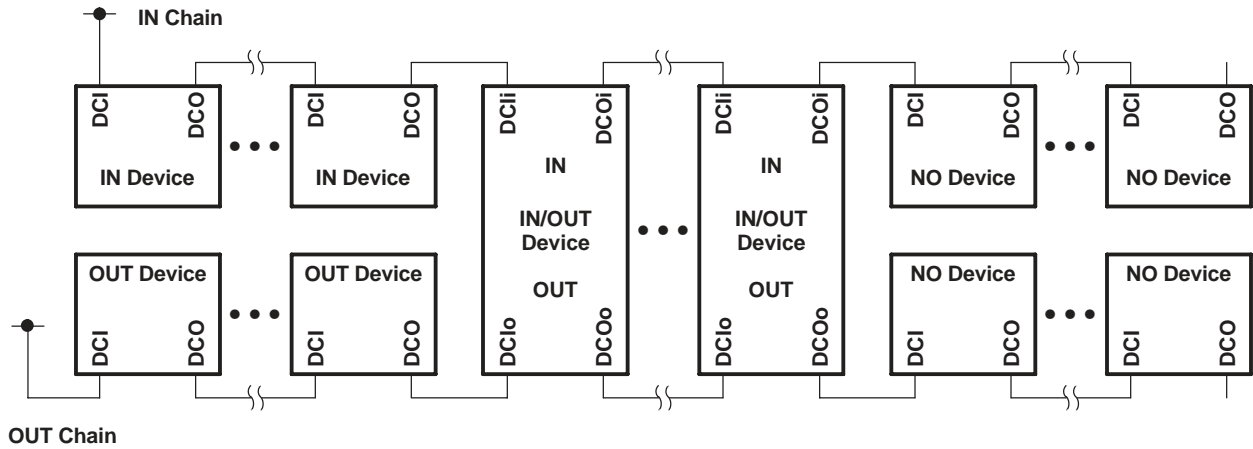 IN Chain
DCI
DCO
IN Device
DCI
DCO
IN Device
DCIi
DCOi
IN
IN/OUT
Device
OUT
DCIo
DCOo
DCIi
DCOi
IN
IN/OUT
Device
OUT
DCIo
DCOo
DCI
DCO
NO Device
DCI
DCO
NO Device
OUT Device
DCI
DCO
OUT Device
DCI
DCO
NO Device
DCI
DCO
NO Device
DCI
DCO
OUT Chain